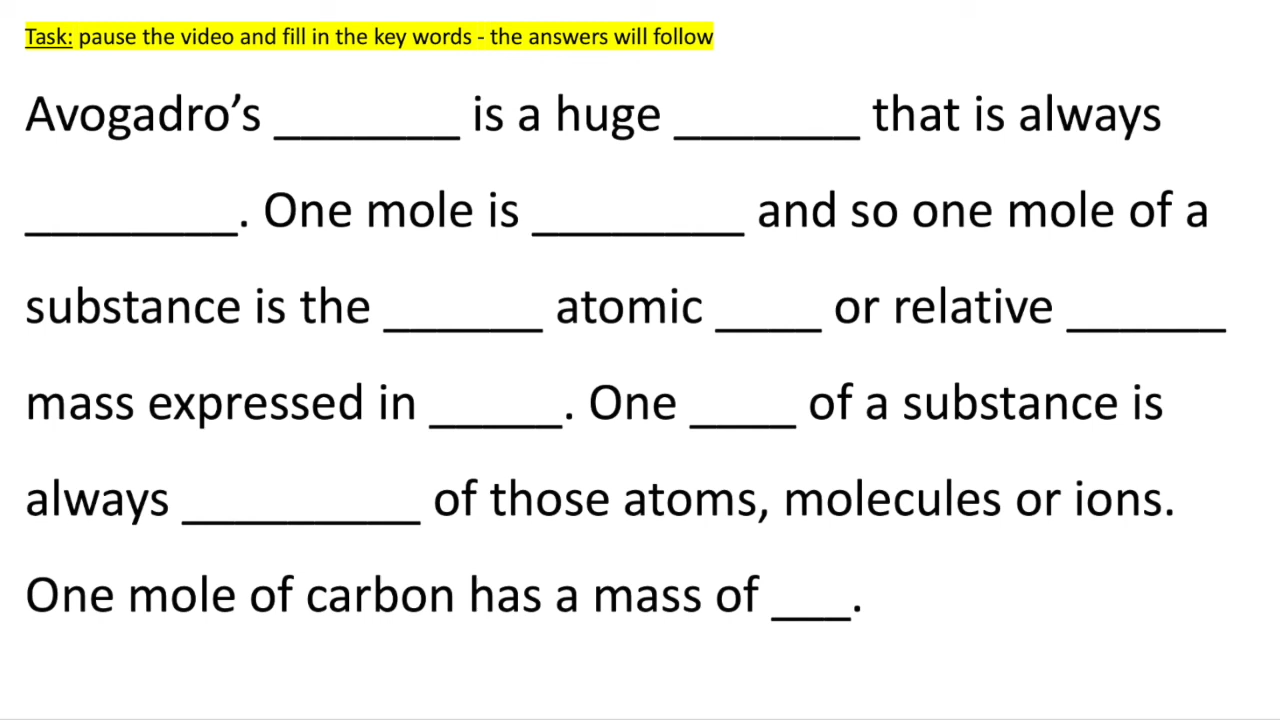 Task: pause the video and fill in the key words - the answers will follow
Avogadro’s _______ is a huge _______ that is always
________. One mole is ________ and so one mole of a
substance is the ______ atomic ____ or relative ______
mass expressed in _____. One ____ of a substance is
always _________ of those atoms, molecules or ions.
One mole of carbon has a mass of ___.